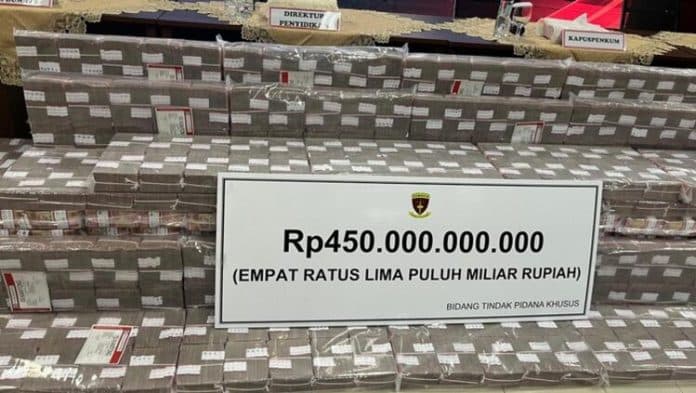 DIREKTUR
PENYIDIKAN
KAPUSPENKUM
Rp450.000.000.000
(EMPAT RATUS LIMA PULUH MILIAR RUPIAH)
BIDANG TINDAK PIDANA KHUSUS